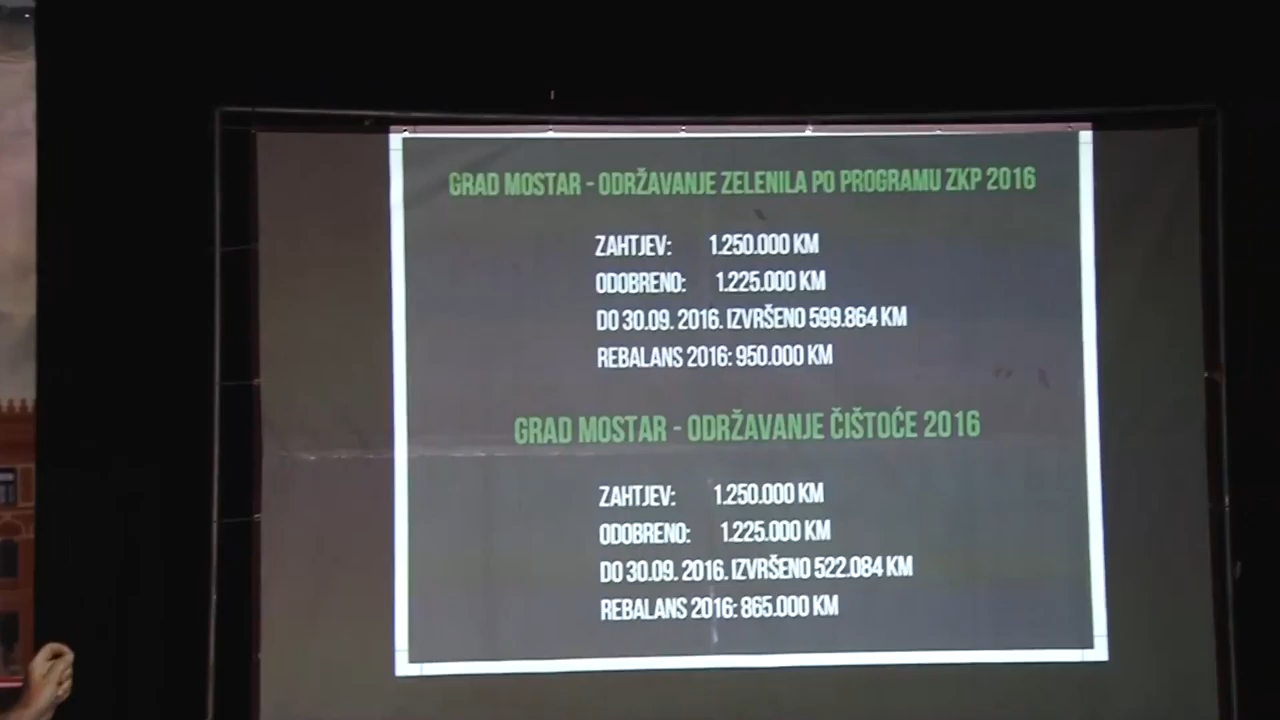 GRAD MOSTAR - ODRŽAVANJE ZELENILA PO PROGRAMU ZKP 2016
ZAHTJEV: 1.250.000 KM
ODOBRENO: 1.225.000 KM
DO 30.09. 2016. IZVRŠENO 599.864 KM
REBALANS 2016: 950.000 KM
GRAD MOSTAR - ODRŽAVANJE ČIŠTOĆE 2016
ZAHTJEV: 1.250.000 KM
ODOBRENO: 1.225.000 KM
DO 30.09. 2016. IZVRŠENO 522.084 KM
REBALANS 2016: 865.000 KM